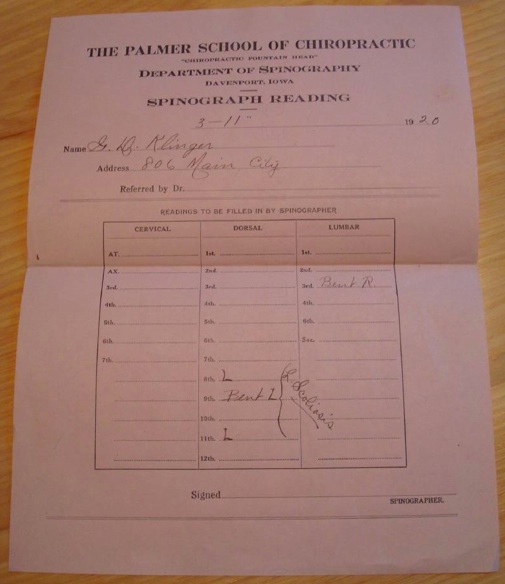 THE PALMER SCHOOL OF CHIROPRACTIC
"CHIROPRACTIC FOUNTAIN HEAD"
DEPARTMENT OF SPINOGRAPHY
DAVENPORT, IOWA
SPINOGRAPH READING
3-11- 1920
Name G. D. Klinger
Address 806 Main City
Referred by Dr.
READINGS TO BE FILLED IN BY SPINOGRAPHER
CERVICAL DORSAL LUMBAR
AT. 1st. 1st.
AX. 2nd. 2nd.
3rd. 3rd. 3rd. Bent R.
4th. 4th. 4th.
5th. 5th. 5th.
6th. 6th. Sac.
7th. 7th.
8th. L
9th. Bent L L Scoliosis
10th.
11th. L
12th.
Signed
SPINOGRAPHER.